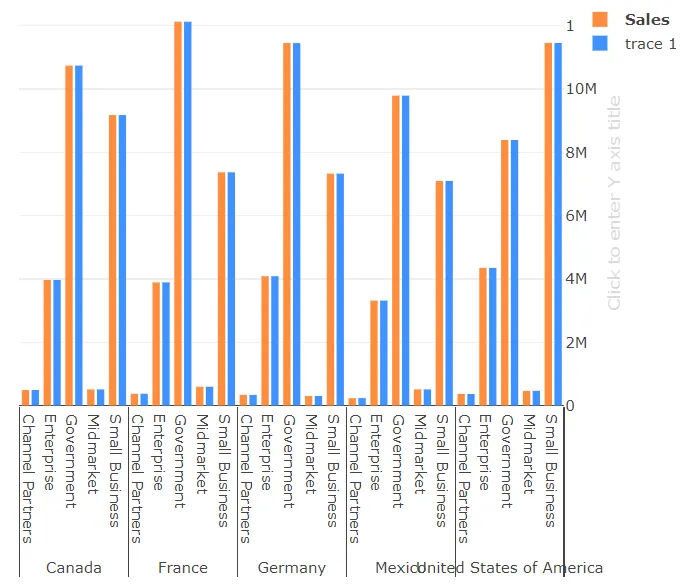 Sales
trace 1
1
10M
8M
6M
4M
2M
0
Click to enter Y axis title
Channel Partners
Enterprise
Government
Midmarket
Small Business
Channel Partners
Enterprise
Government
Midmarket
Small Business
Channel Partners
Enterprise
Government
Midmarket
Small Business
Channel Partners
Enterprise
Government
Midmarket
Small Business
Channel Partners
Enterprise
Government
Midmarket
Small Business
Canada
France
Germany
Mexico
United States of America